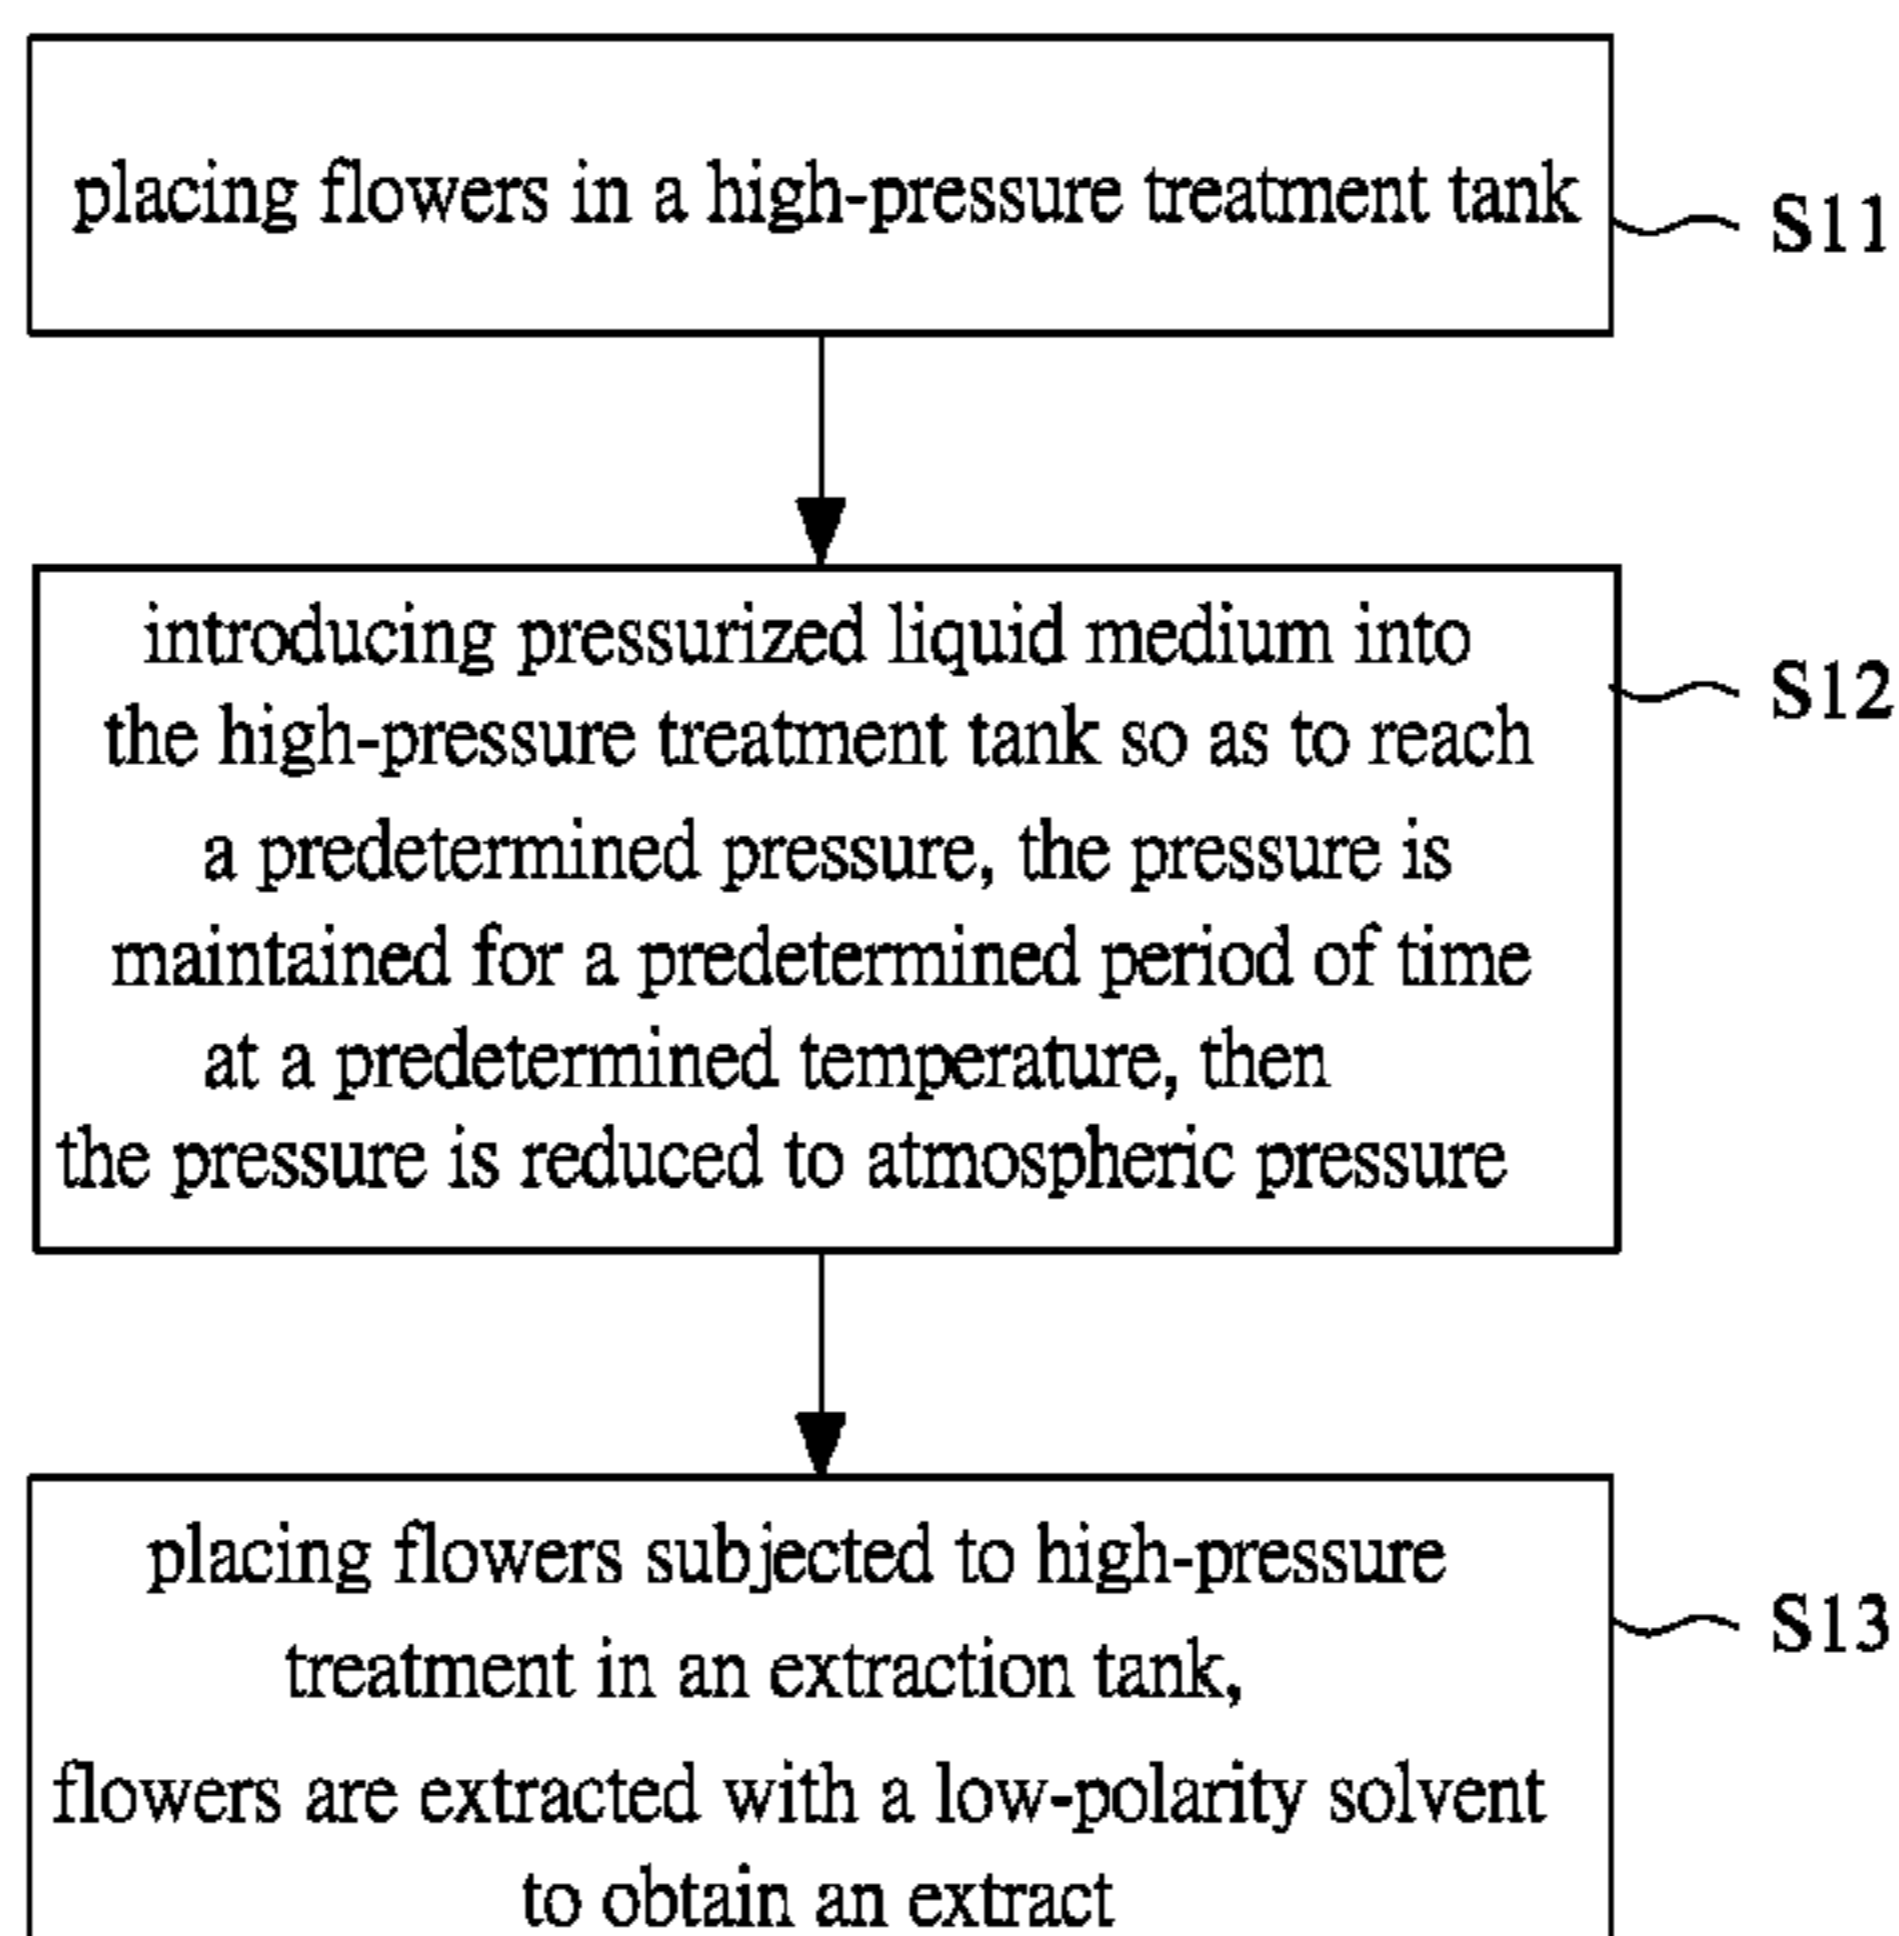 placing flowers in a high-pressure treatment tank
S11
introducing pressurized liquid medium into
S12
the high-pressure treatment tank so as to reach
a predetermined pressure, the pressure is
maintained for a predetermined period of time
at a predetermined temperature, then
the pressure is reduced to atmospheric pressure
placing flowers subjected to high-pressure
S13
treatment in an extraction tank,
flowers are extracted with a low-polarity solvent
to obtain an extract